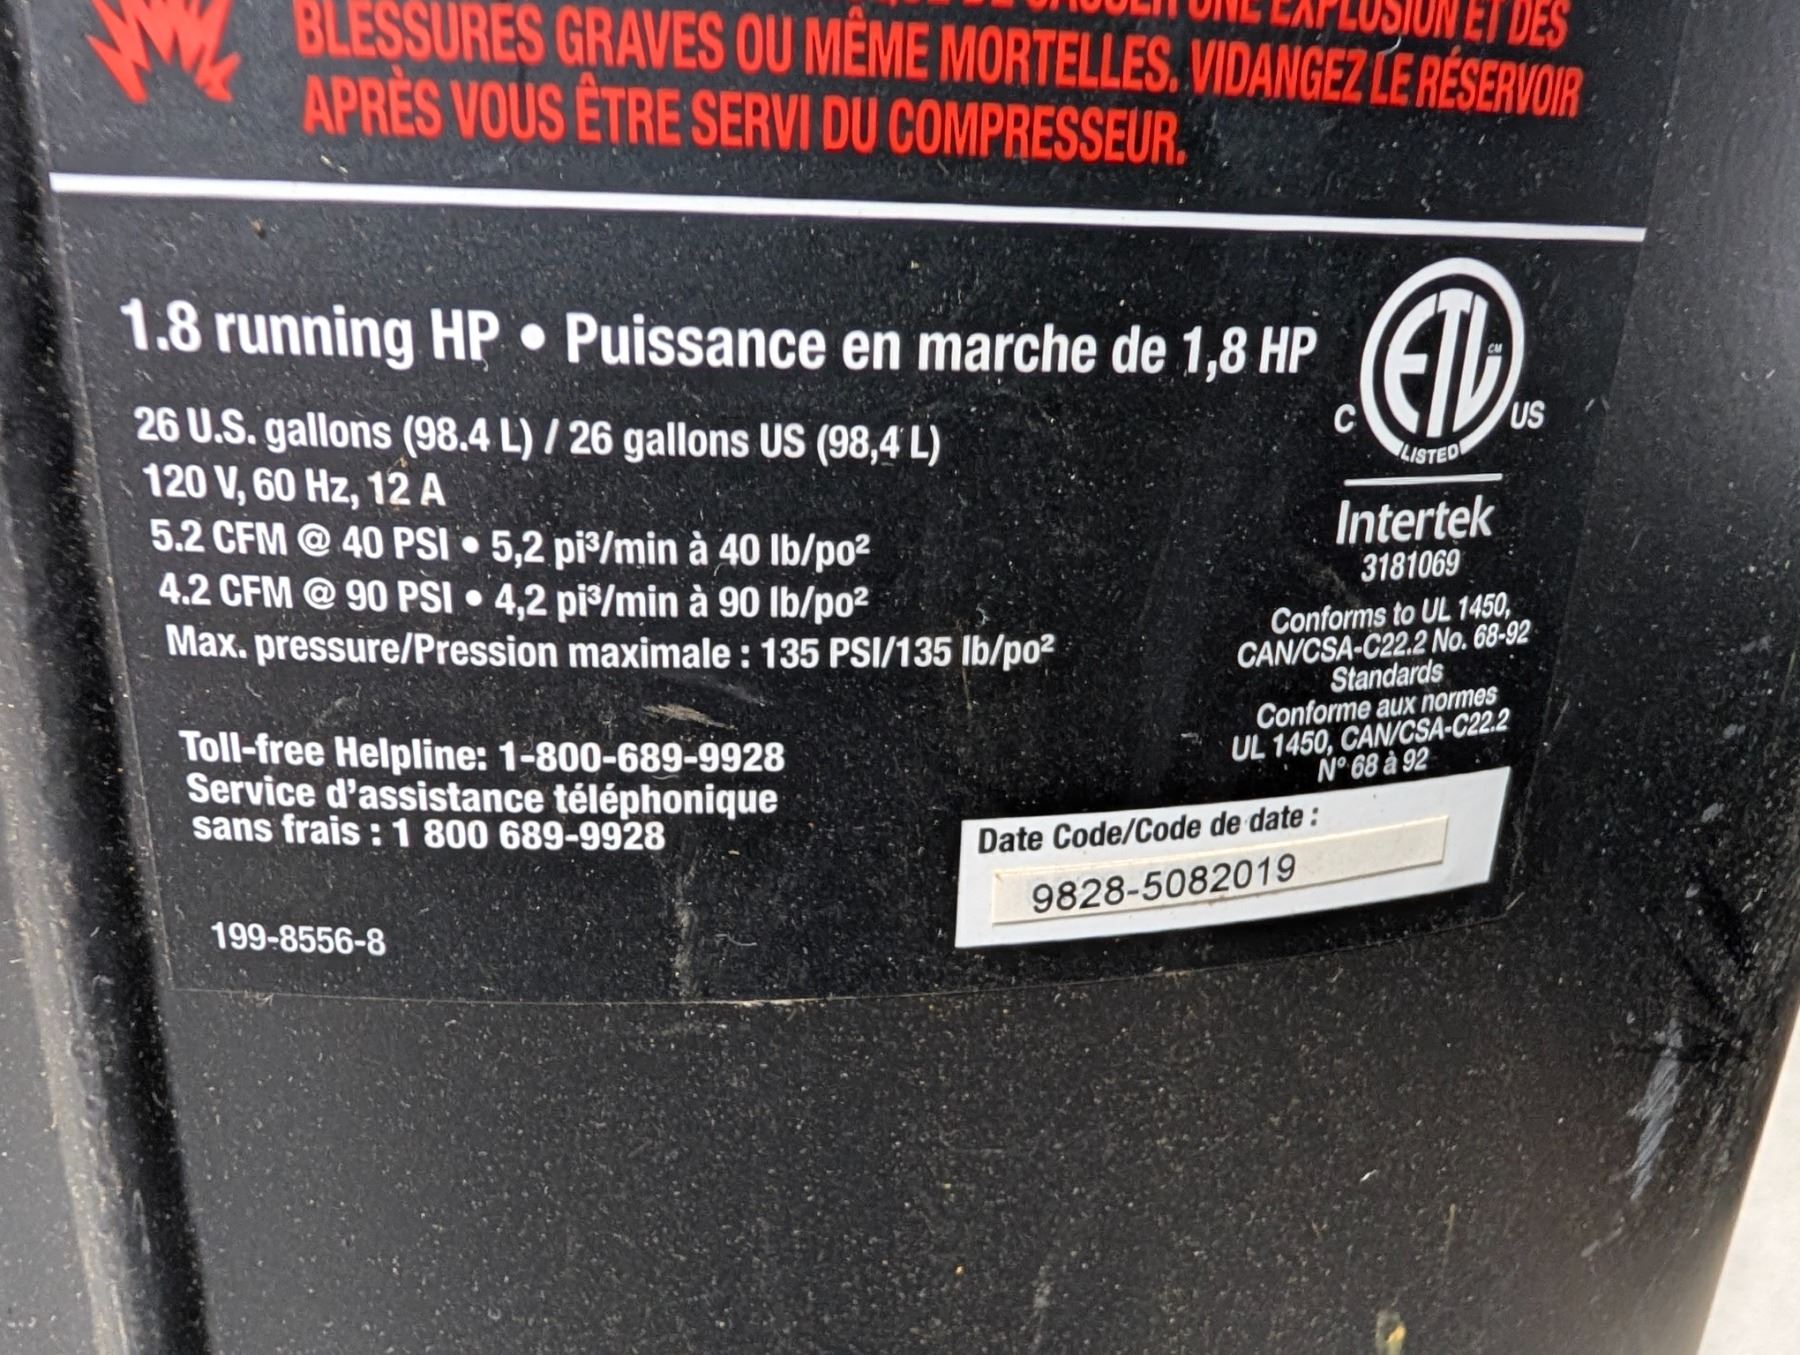 UNE EXPLOSION ET DES
BLESSURES GRAVES OU MÊME MORTELLES. VIDANGEZ LE RÉSERVOIR
APRÈS VOUS ÊTRE SERVI DU COMPRESSEUR.
1.8 running HP • Puissance en marche de 1,8 HP
26 U.S. gallons (98.4 L) / 26 gallons US (98,4 L)
120 V, 60 Hz, 12 A
5.2 CFM @ 40 PSI • 5,2 pi³/min à 40 lb/po²
4.2 CFM @ 90 PSI • 4,2 pi³/min à 90 lb/po²
Max. pressure/Pression maximale : 135 PSI/135 lb/po²
Toll-free Helpline: 1-800-689-9928
Service d'assistance téléphonique
sans frais : 1 800 689-9928
199-8556-8
ETL CM
C US
LISTED
Intertek
3181069
Conforms to UL 1450,
CAN/CSA-C22.2 No. 68-92
Standards
Conforme aux normes
UL 1450, CAN/CSA-C22.2
Nº 68 à 92
Date Code/Code de date :
9828-5082019